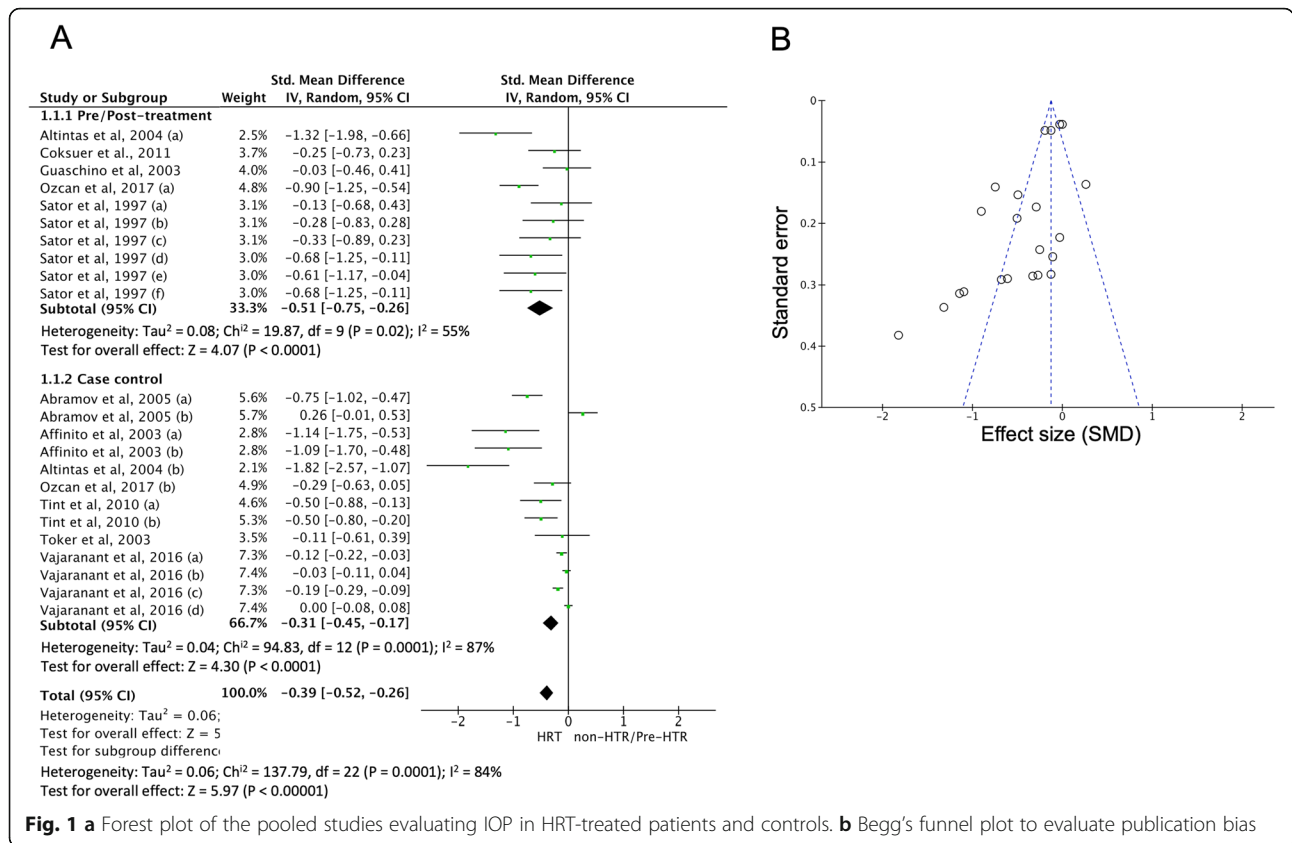 A
Std. Mean Difference Std. Mean Difference
Study or Subgroup Weight IV, Random, 95% CI IV, Random, 95% CI
1.1.1 Pre/Post-treatment
Altintas et al, 2004 (a) 2.5% −1.32 [−1.98, −0.66]
Coksuer et al., 2011 3.7% −0.25 [−0.73, 0.23]
Guaschino et al, 2003 4.0% −0.03 [−0.46, 0.41]
Ozcan et al, 2017 (a) 4.8% −0.90 [−1.25, −0.54]
Sator et al, 1997 (a) 3.1% −0.13 [−0.68, 0.43]
Sator et al, 1997 (b) 3.1% −0.28 [−0.83, 0.28]
Sator et al, 1997 (c) 3.1% −0.33 [−0.89, 0.23]
Sator et al, 1997 (d) 3.0% −0.68 [−1.25, −0.11]
Sator et al, 1997 (e) 3.0% −0.61 [−1.17, −0.04]
Sator et al, 1997 (f) 3.0% −0.68 [−1.25, −0.11]
Subtotal (95% CI) 33.3% −0.51 [−0.75, −0.26]
Heterogeneity: Tau² = 0.08; Chi² = 19.87, df = 9 (P = 0.02); I² = 55%
Test for overall effect: Z = 4.07 (P < 0.0001)
1.1.2 Case control
Abramov et al, 2005 (a) 5.6% −0.75 [−1.02, −0.47]
Abramov et al, 2005 (b) 5.7% 0.26 [−0.01, 0.53]
Affinito et al, 2003 (a) 2.8% −1.14 [−1.75, −0.53]
Affinito et al, 2003 (b) 2.8% −1.09 [−1.70, −0.48]
Altintas et al, 2004 (b) 2.1% −1.82 [−2.57, −1.07]
Ozcan et al, 2017 (b) 4.9% −0.29 [−0.63, 0.05]
Tint et al, 2010 (a) 4.6% −0.50 [−0.88, −0.13]
Tint et al, 2010 (b) 5.3% −0.50 [−0.80, −0.20]
Toker et al, 2003 3.5% −0.11 [−0.61, 0.39]
Vajaranant et al, 2016 (a) 7.3% −0.12 [−0.22, −0.03]
Vajaranant et al, 2016 (b) 7.4% −0.03 [−0.11, 0.04]
Vajaranant et al, 2016 (c) 7.3% −0.19 [−0.29, −0.09]
Vajaranant et al, 2016 (d) 7.4% 0.00 [−0.08, 0.08]
Subtotal (95% CI) 66.7% −0.31 [−0.45, −0.17]
Heterogeneity: Tau² = 0.04; Chi² = 94.83, df = 12 (P = 0.0001); I² = 87%
Test for overall effect: Z = 4.30 (P < 0.0001)
Total (95% CI) 100.0% −0.39 [−0.52, −0.26]
Heterogeneity: Tau² = 0.06;
Test for overall effect: Z = 5
Test for subgroup
−2 −1 0 1 2
HRT non-HTR/Pre-HTR
Heterogeneity: Tau² = 0.06; Chi² = 137.79, df = 22 (P = 0.0001); I² = 84%
Test for overall effect: Z = 5.97 (P < 0.00001)
B
0
0.1
0.2
0.3
0.4
0.5
Standard error
-2 -1 0 1 2
Effect size (SMD)
Fig. 1 a Forest plot of the pooled studies evaluating IOP in HRT-treated patients and controls. b Begg's funnel plot to evaluate publication bias